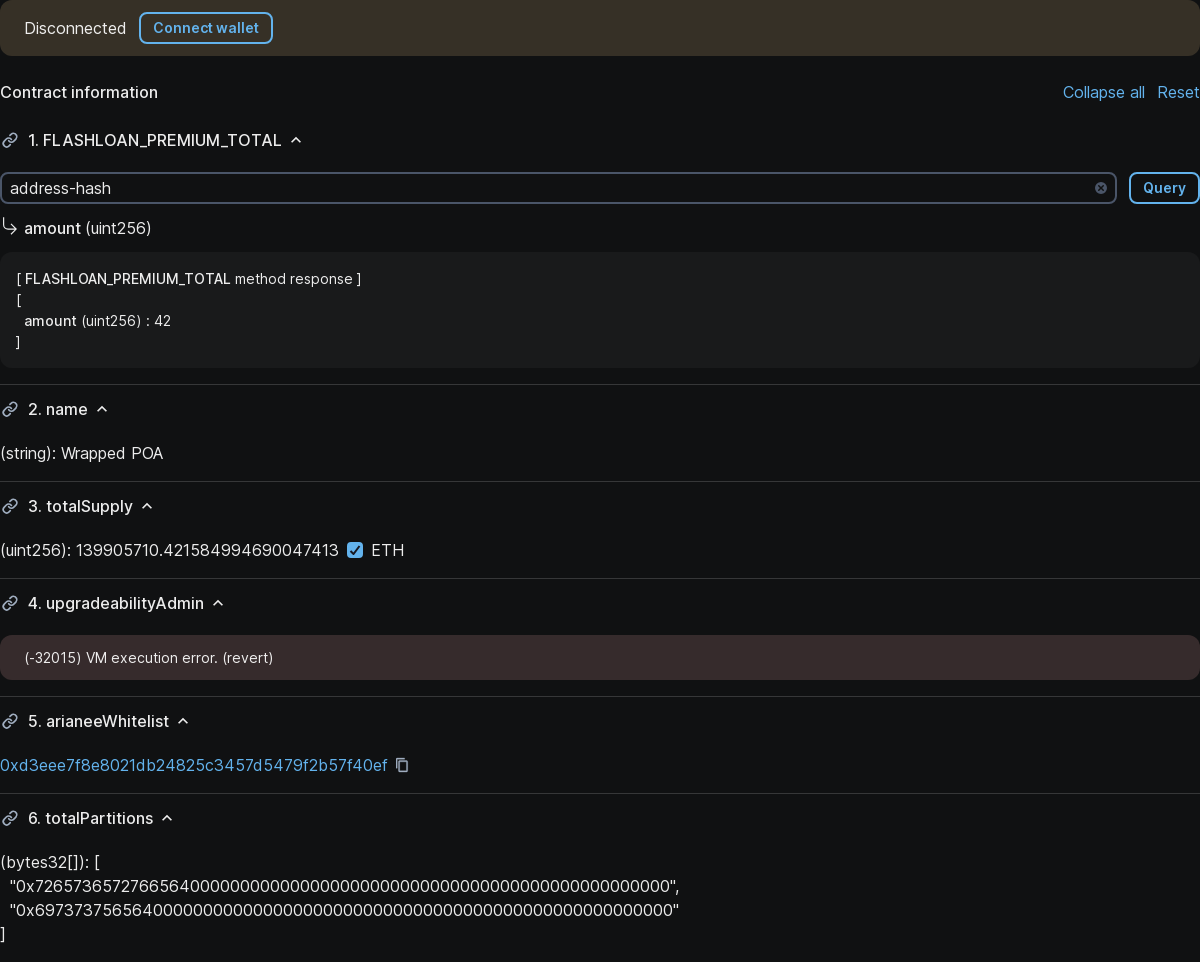 Disconnected Connect wallet
Contract information Collapse all Reset
1. FLASHLOAN_PREMIUM_TOTAL
address-hash Query
amount (uint256)
[ FLASHLOAN_PREMIUM_TOTAL method response ]
[
amount (uint256) : 42
]
2. name
(string): Wrapped POA
3. totalSupply
(uint256): 139905710.421584994690047413 ETH
4. upgradeabilityAdmin
(-32015) VM execution error. (revert)
5. arianeeWhitelist
0xd3eee7f8e8021db24825c3457d5479f2b57f40ef
6. totalPartitions
(bytes32[]): [
"0x7265736572766564000000000000000000000000000000000000000000000000",
"0x6973737565640000000000000000000000000000000000000000000000000000"
]